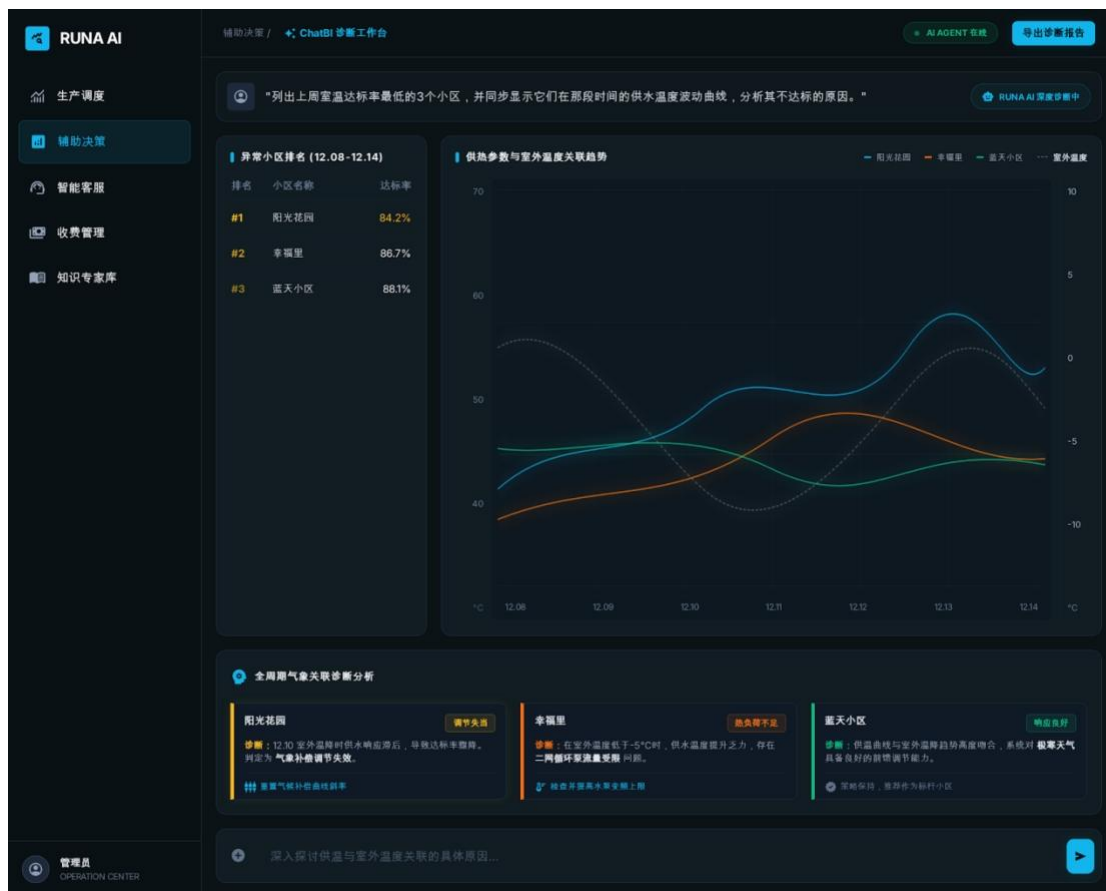 RUNA AI
生产调度
辅助决策
智能客服
收费管理
知识专家库
管理员
OPERATION CENTER
辅助决策 / ChatBI 诊断工作台
AI AGENT 在线
导出诊断报告
"列出上周室温达标率最低的3个小区，并同步显示它们在那段时间的供水温度波动曲线，分析其不达标的原因。"
RUNA AI 深度诊断中
异常小区排名 (12.08-12.14)
排名 小区名称 达标率
#1 阳光花园 84.2%
#2 幸福里 86.7%
#3 蓝天小区 88.1%
供热参数与室外温度关联趋势
阳光花园 幸福里 蓝天小区 室外温度
70 10
5
60
0
50
-5
40
-10
°C 12.08 12.09 12.10 12.11 12.12 12.13 12.14 °C
全周期气象关联诊断分析
阳光花园 调节失当
诊断：12.10 室外温降时供水响应滞后，导致达标率骤降。
判定为 气象补偿调节失效。
重置气候补偿曲线斜率
幸福里 热负荷不足
诊断：在室外温度低于-5°C时，供水温度提升乏力，存在
二网循环泵流量受限 问题。
检查并提高水泵变频上限
蓝天小区 响应良好
诊断：供温曲线与室外温降趋势高度吻合，系统对 极寒天气
具备良好的前馈调节能力。
策略保持，推荐作为标杆小区
深入探讨供温与室外温度关联的具体原因...